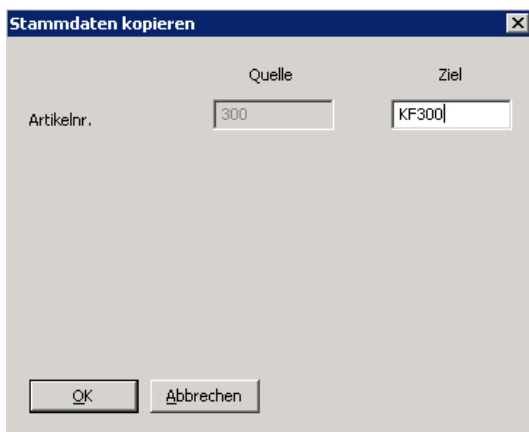 Stammdaten kopieren
Quelle Ziel
Artikelnr. 300 KF300
OK Abbrechen